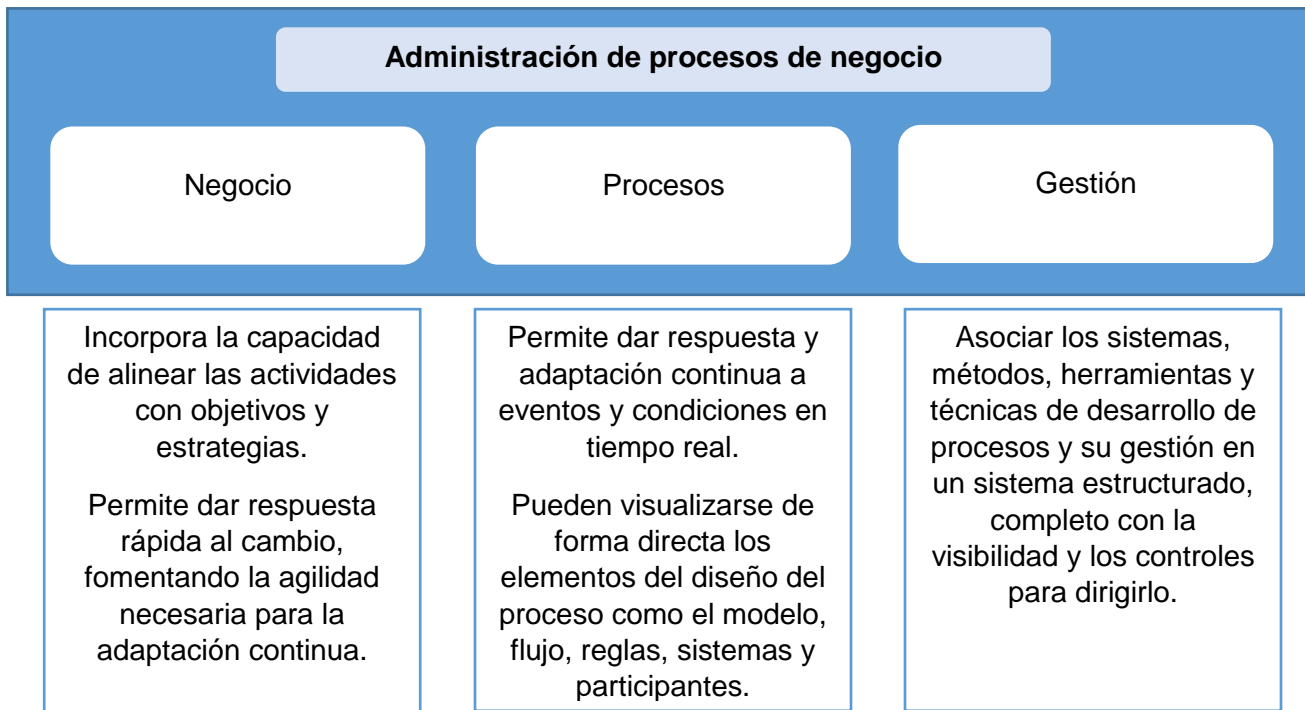 Administración de procesos de negocio
Negocio
Procesos
Gestión
Incorpora la capacidad
de alinear las actividades
con objetivos y
estrategias.
Permite dar respuesta
rápida al cambio,
fomentando la agilidad
necesaria para la
adaptación continua.
Permite dar respuesta y
adaptación continua a
eventos y condiciones en
tiempo real.
Pueden visualizarse de
forma directa los
elementos del diseño del
proceso como el modelo,
flujo, reglas, sistemas y
participantes.
Asociar los sistemas,
métodos, herramientas y
técnicas de desarrollo de
procesos y su gestión en
un sistema estructurado,
completo con la
visibilidad y los controles
para dirigirlo.